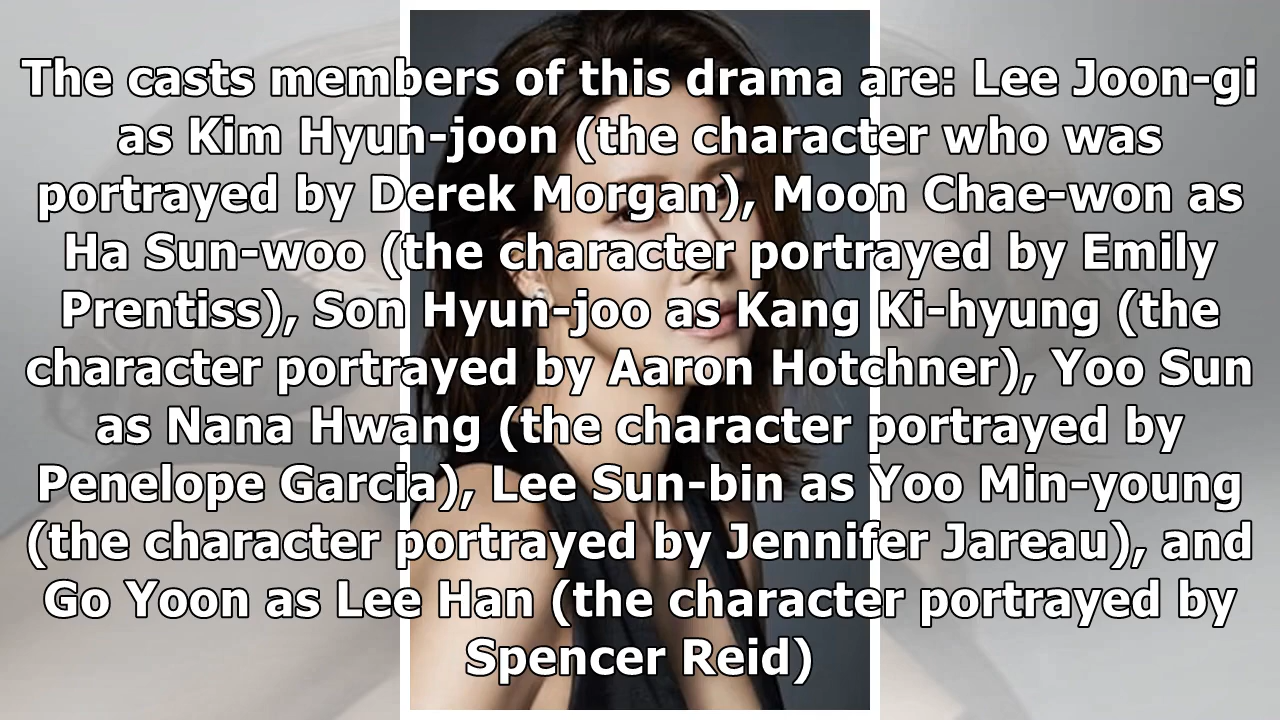 The casts members of this drama are: Lee Joon-gi
as Kim Hyun-joon (the character who was
portrayed by Derek Morgan), Moon Chae-won as
Ha Sun-woo (the character portrayed by Emily
Prentiss), Son Hyun-joo as Kang Ki-hyung (the
character portrayed by Aaron Hotchner), Yoo Sun
as Nana Hwang (the character portrayed by
Penelope Garcia), Lee Sun-bin as Yoo Min-young
(the character portrayed by Jennifer Jareau), and
Go Yoon as Lee Han (the character portrayed by
Spencer Reid)